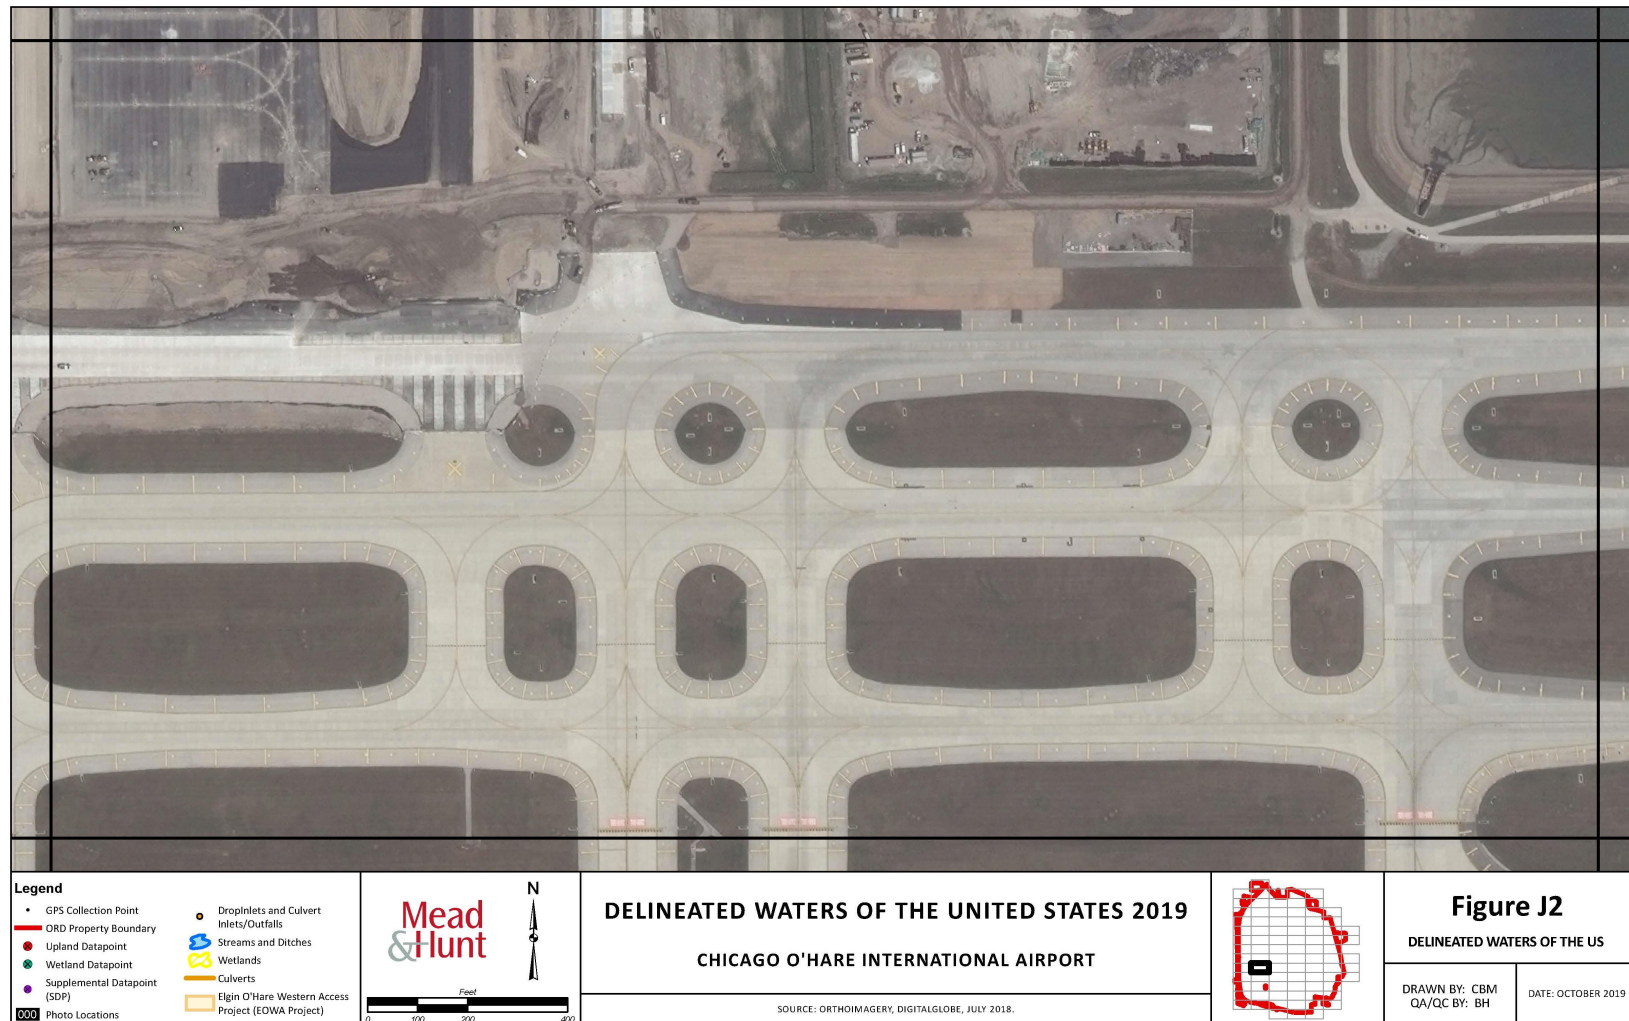 Legend
GPS Collection Point
ORD Property Boundary
Upland Datapoint
Wetland Datapoint
Supplemental Datapoint
(SDP)
000 Photo Locations
DropInlets and Culvert
Inlets/Outfalls
Streams and Ditches
Wetlands
Culverts
Elgin O'Hare Western Access
Project (EOWA Project)
Mead
&Hunt
N
Feet
0 100 200 400
DELINEATED WATERS OF THE UNITED STATES 2019
CHICAGO O'HARE INTERNATIONAL AIRPORT
SOURCE: ORTHOIMAGERY, DIGITALGLOBE, JULY 2018.
Figure J2
DELINEATED WATERS OF THE US
DRAWN BY: CBM
QA/QC BY: BH
DATE: OCTOBER 2019